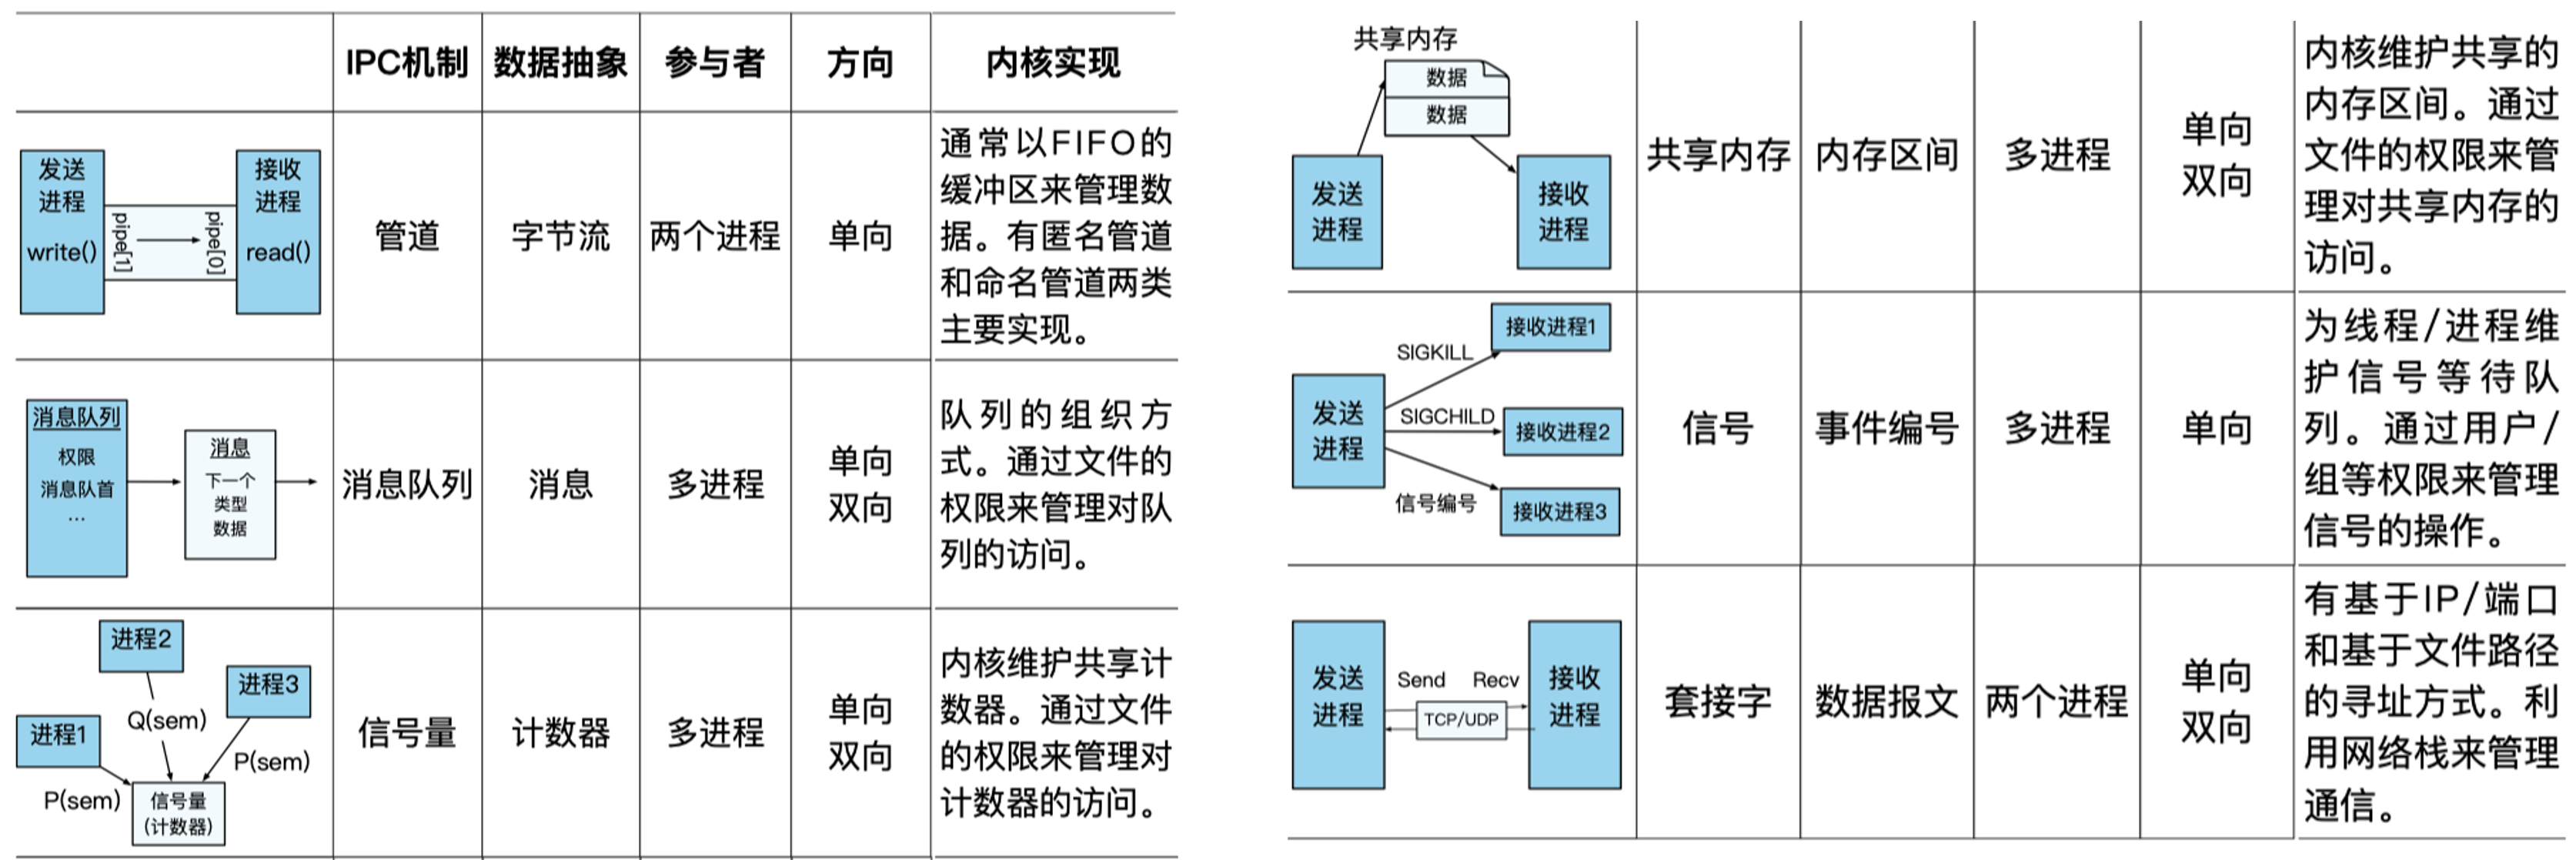 IPC机制 数据抽象 参与者 方向 内核实现
发送
进程
write()
pipe[1]
pipe[0]
接收
进程
read()
管道
字节流
两个进程
单向
通常以FIFO的
缓冲区来管理数
据。有匿名管道
和命名管道两类
主要实现。
消息队列
权限
消息队首
...
消息
下一个
类型
数据
消息队列
消息
多进程
单向
双向
队列的组织方
式。通过文件的
权限来管理对队
列的访问。
进程2
进程3
进程1
Q(sem)
P(sem)
P(sem)
信号量
(计数器)
信号量
计数器
多进程
单向
双向
内核维护共享计
数器。通过文件
的权限来管理对
计数器的访问。
共享内存
数据
数据
发送
进程
接收
进程
共享内存
内存区间
多进程
单向
双向
内核维护共享的
内存区间。通过
文件的权限来管
理对共享内存的
访问。
接收进程1
SIGKILL
发送
进程
SIGCHILD
接收进程2
信号编号
接收进程3
信号
事件编号
多进程
单向
为线程/进程维
护信号等待队
列。通过用户/
组等权限来管理
信号的操作。
发送
进程
Send Recv
TCP/UDP
接收
进程
套接字
数据报文
两个进程
单向
双向
有基于IP/端口
和基于文件路径
的寻址方式。利
用网络栈来管理
通信。